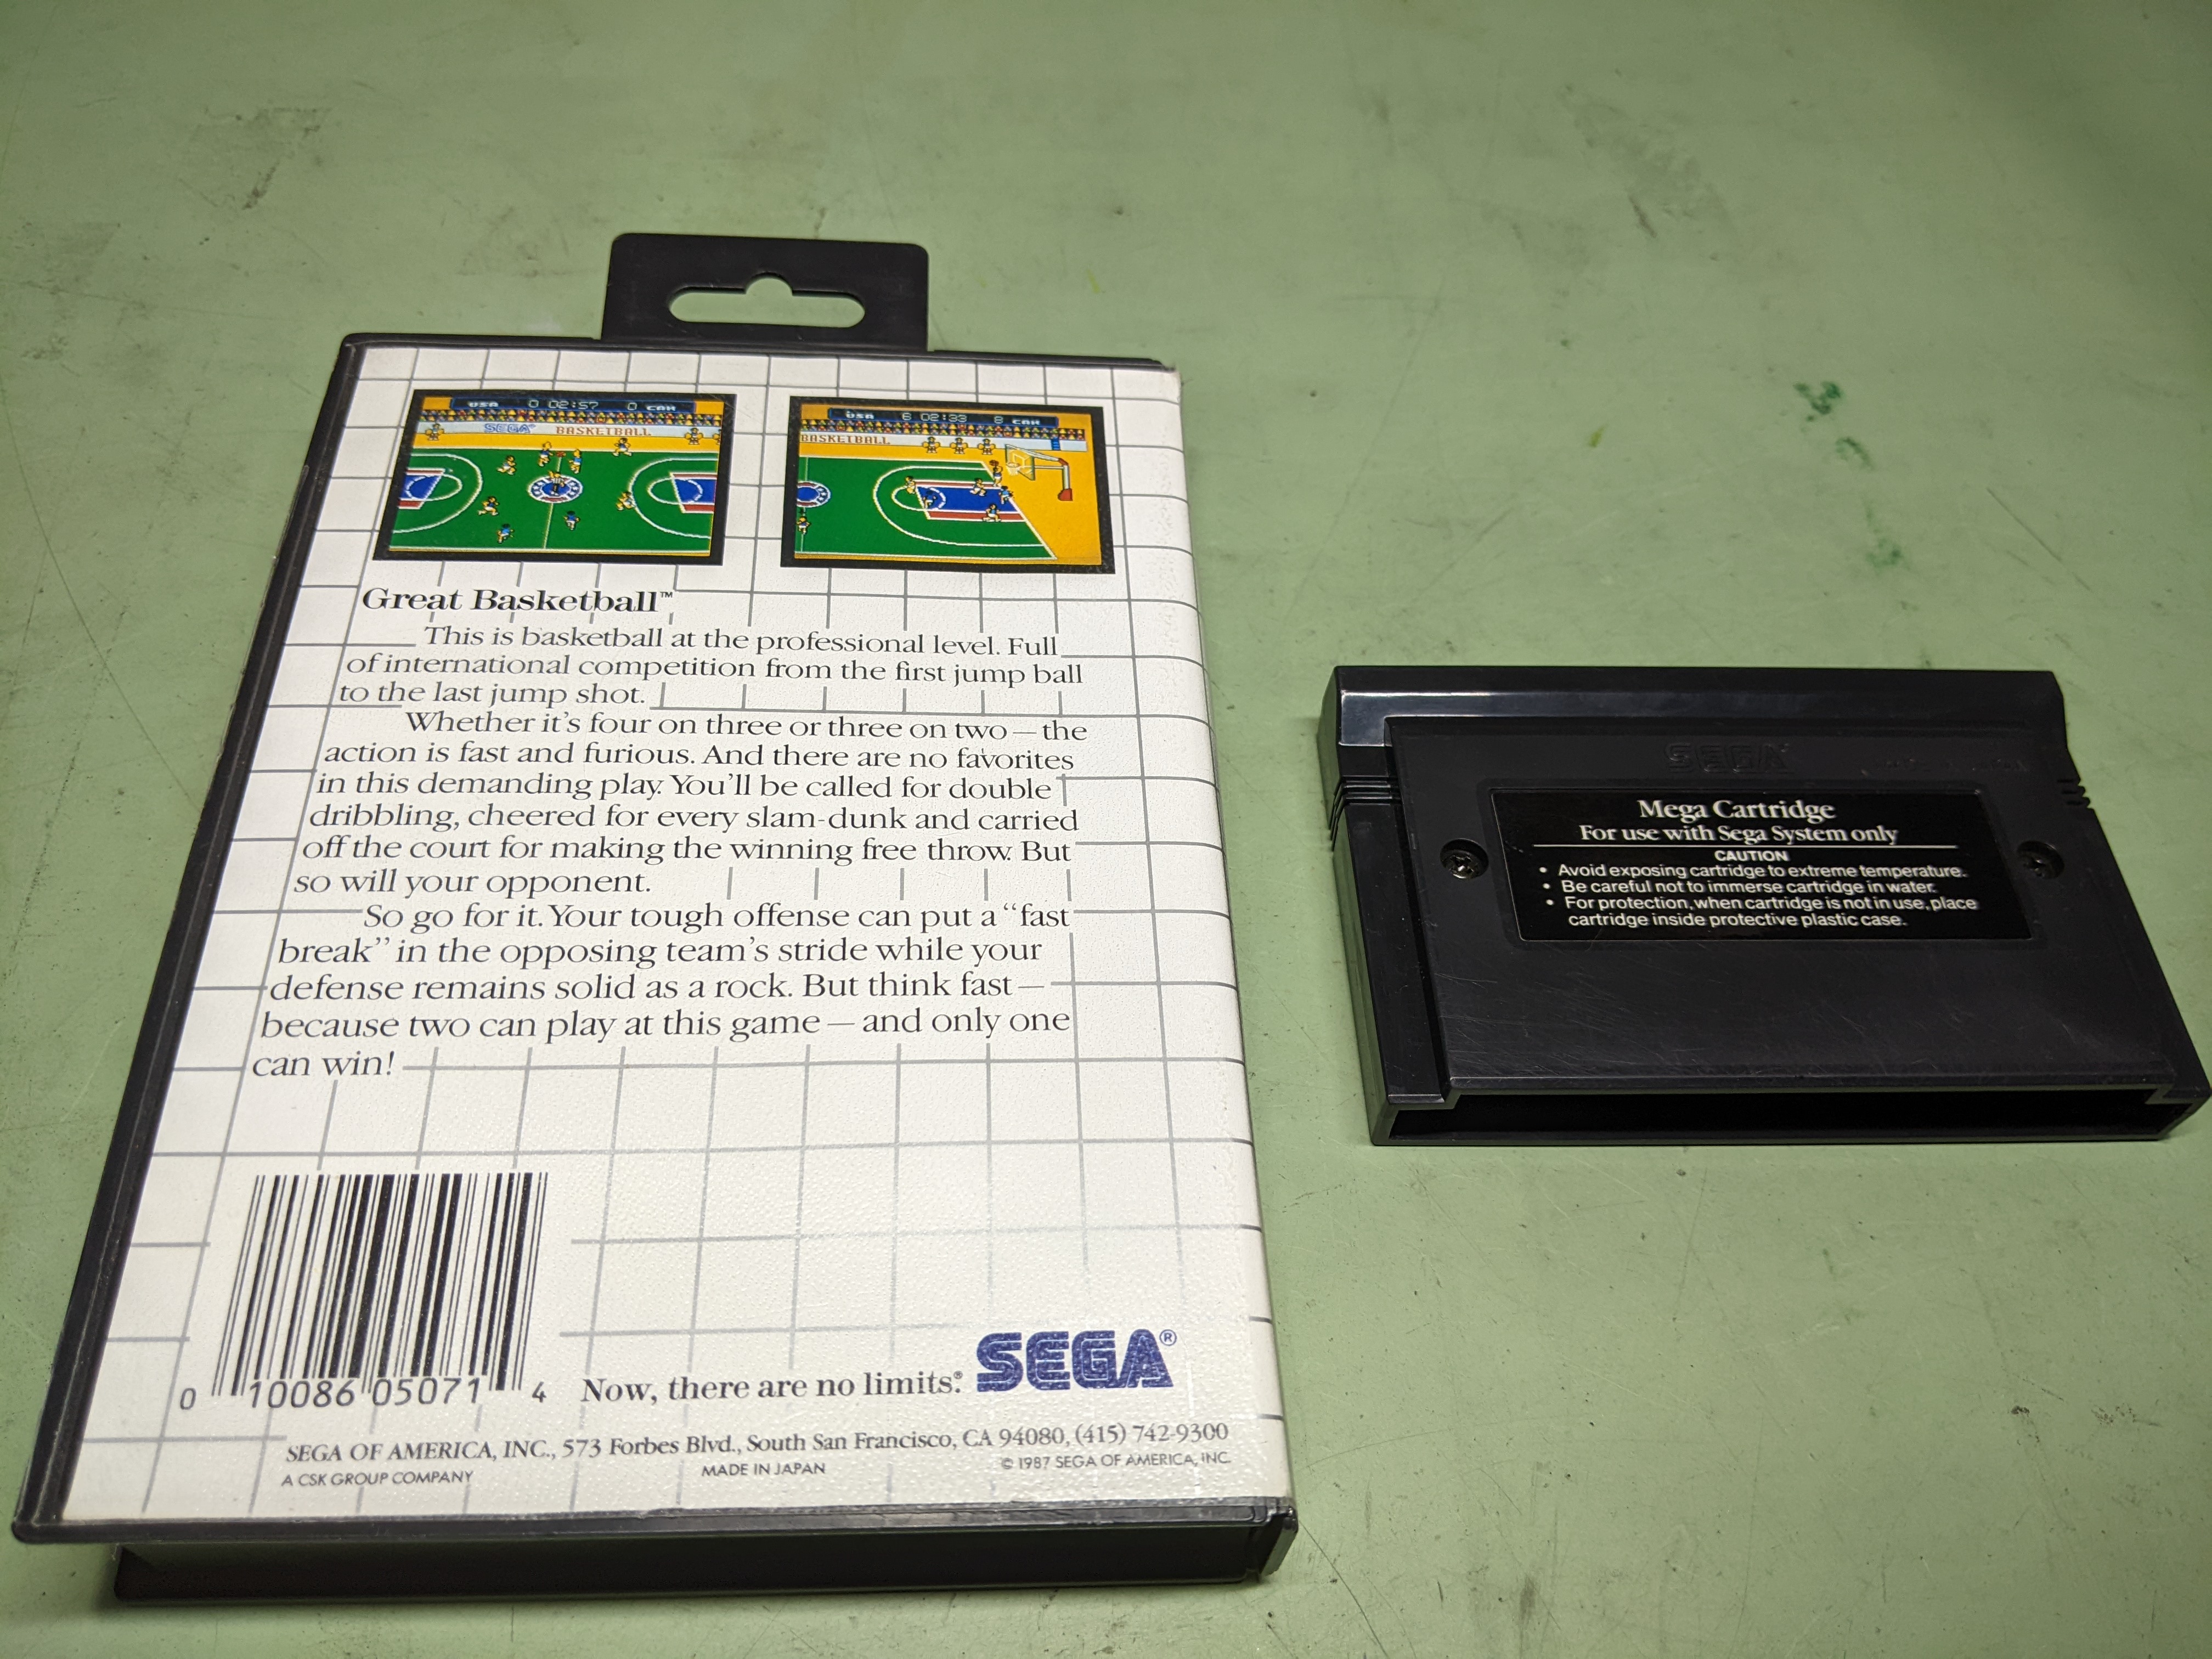 USA 0 02:57 0 CAN
SEGA® BASKETBALL
USA 6 02:33 8 CAN
BASKETBALL
Great Basketball™
This is basketball at the professional level. Full
of international competition from the first jump ball
to the last jump shot.
Whether it's four on three or three on two — the
action is fast and furious. And there are no favorites
in this demanding play. You'll be called for double
dribbling, cheered for every slam-dunk and carried
off the court for making the winning free throw. But
so will your opponent.
So go for it. Your tough offense can put a "fast
break" in the opposing team's stride while your
defense remains solid as a rock. But think fast —
because two can play at this game — and only one
can win!
0 10086 05071 4
Now, there are no limits.® SEGA®
SEGA OF AMERICA, INC., 573 Forbes Blvd., South San Francisco, CA 94080, (415) 742-9300
A CSK GROUP COMPANY MADE IN JAPAN © 1987 SEGA OF AMERICA, INC.
SEGA
Mega Cartridge
For use with Sega System only
CAUTION
• Avoid exposing cartridge to extreme temperature.
• Be careful not to immerse cartridge in water.
• For protection, when cartridge is not in use, place
cartridge inside protective plastic case.